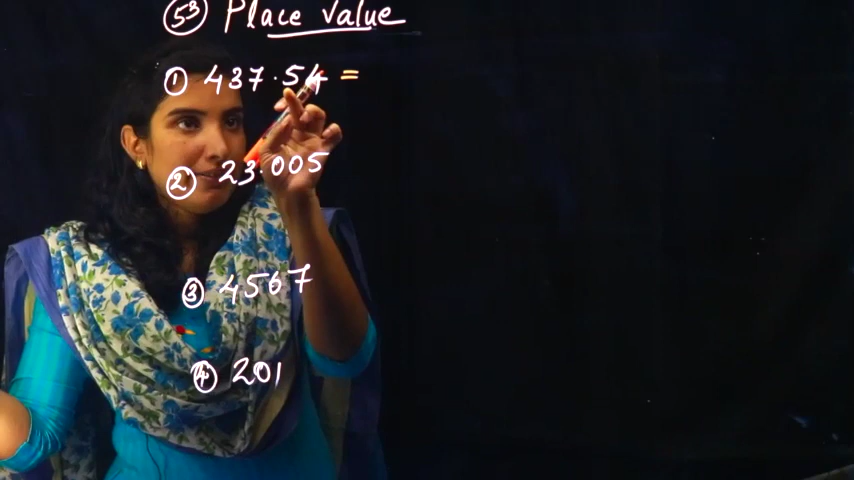 53 Place Value
① 437.54 =
② 23.005
③ 4567
④ 201